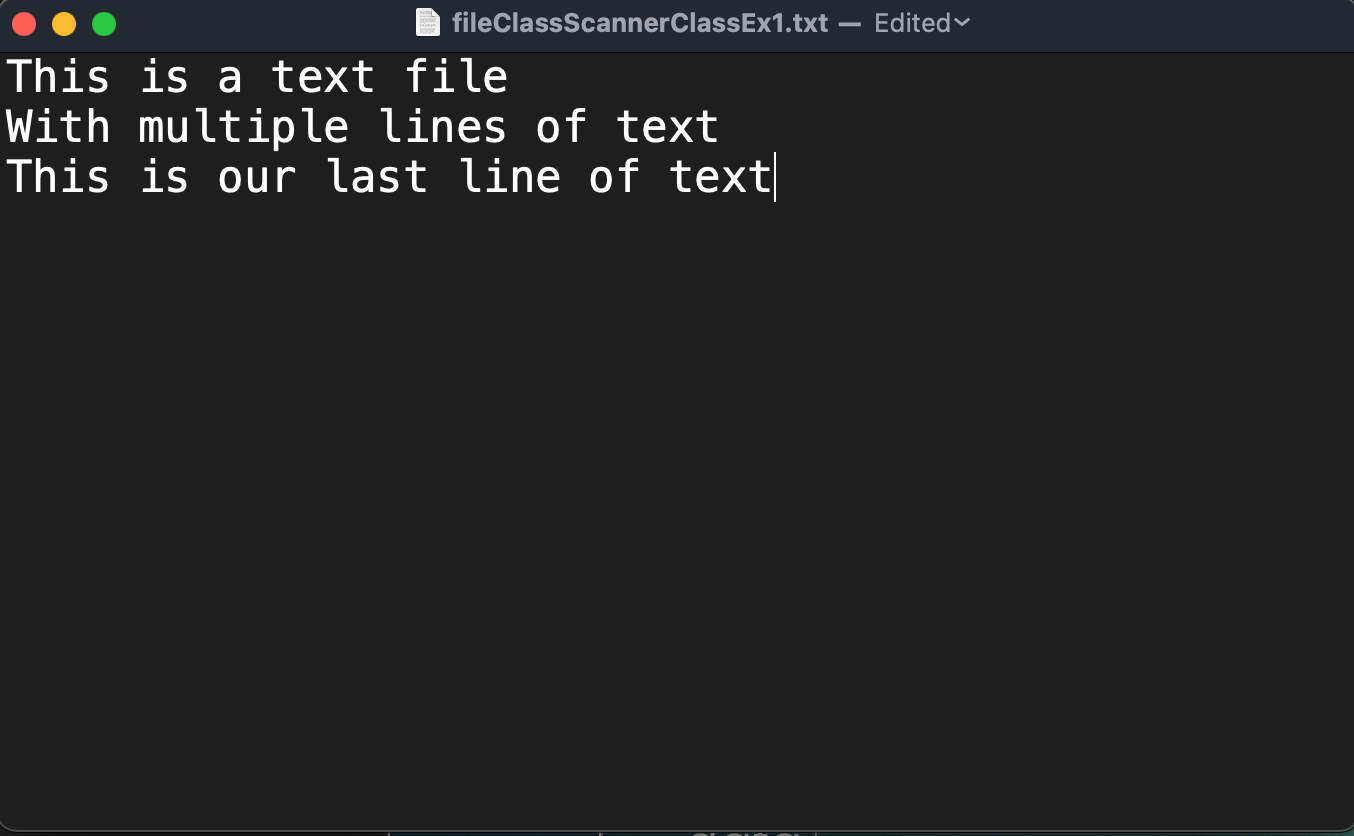 fileClassScannerClassEx1.txt — Edited
This is a text file
With multiple lines of text
This is our last line of text